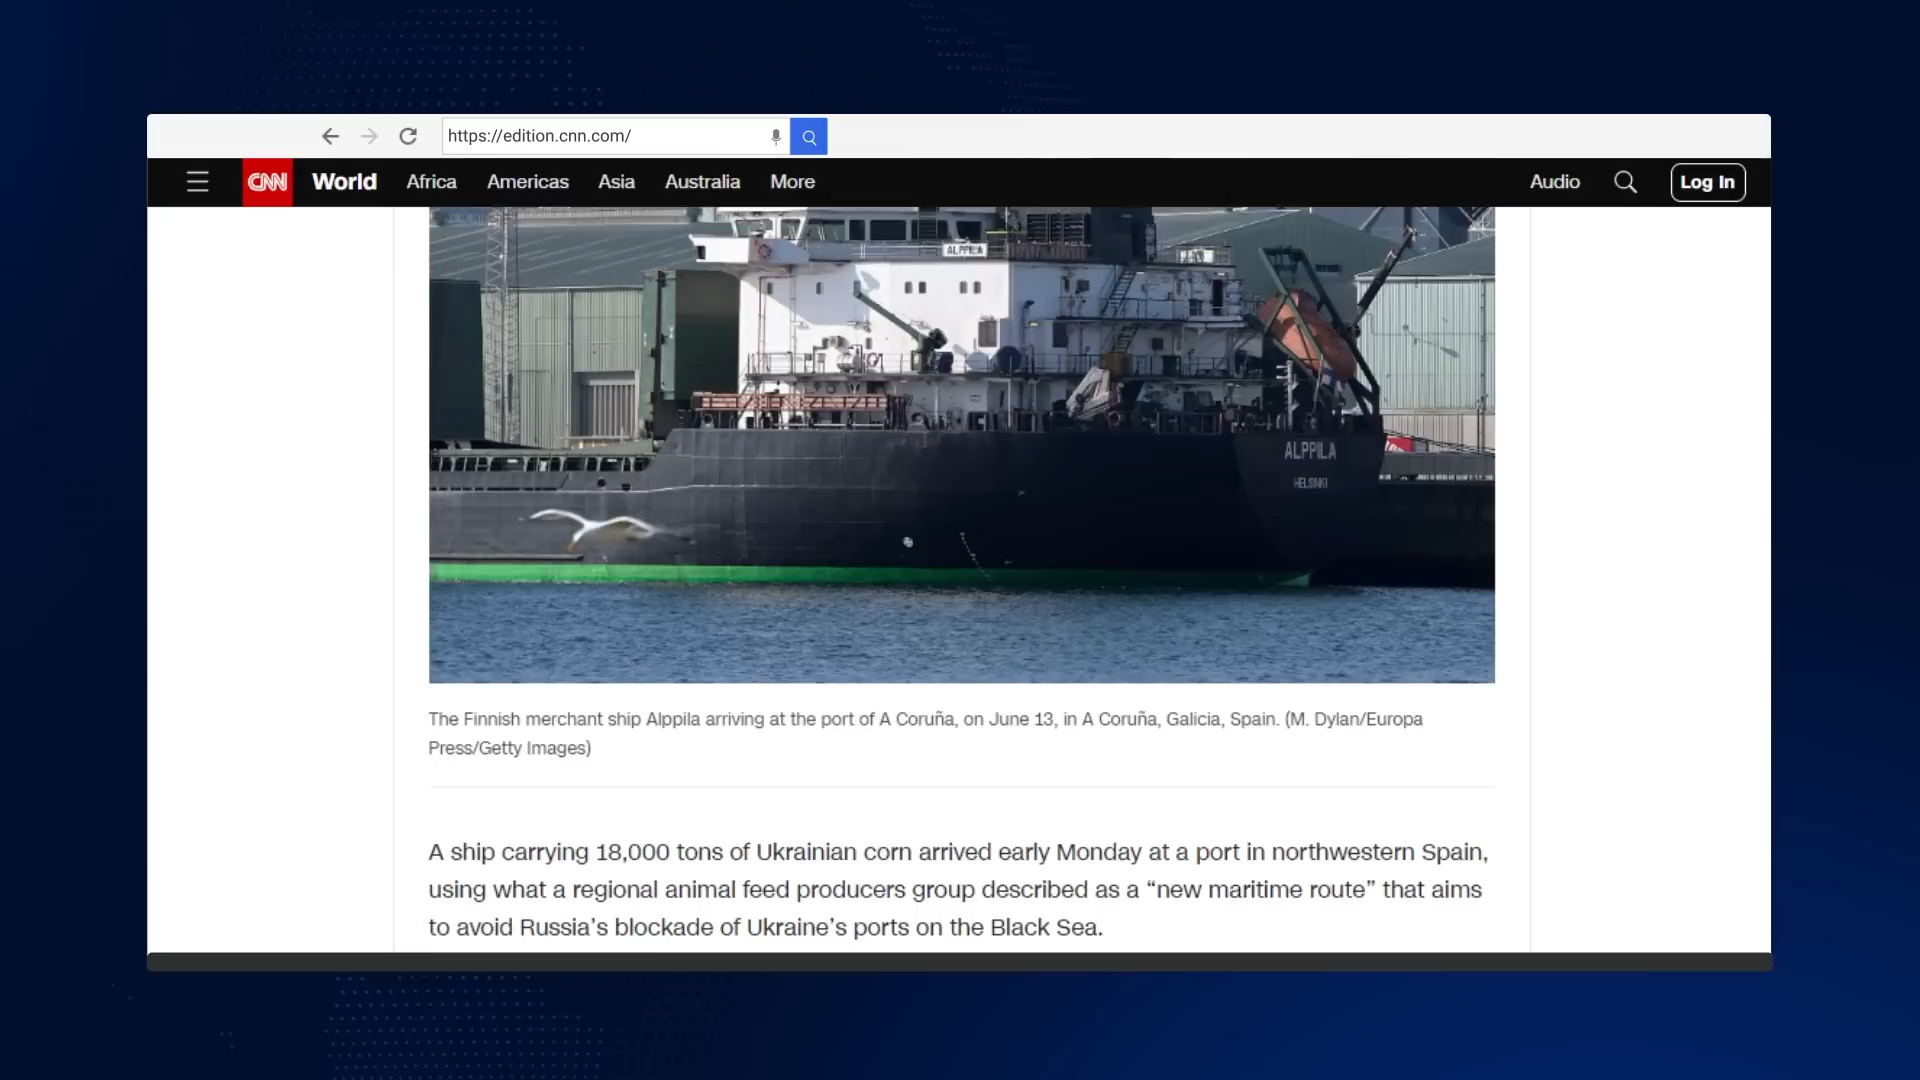 https://edition.cnn.com/
CNN World Africa Americas Asia Australia More Audio Log In
ALPPILA
ALPPILA
HELSINKI
The Finnish merchant ship Alppila arriving at the port of A Coruña, on June 13, in A Coruña, Galicia, Spain. (M. Dylan/Europa
Press/Getty Images)
A ship carrying 18,000 tons of Ukrainian corn arrived early Monday at a port in northwestern Spain,
using what a regional animal feed producers group described as a “new maritime route” that aims
to avoid Russia’s blockade of Ukraine’s ports on the Black Sea.